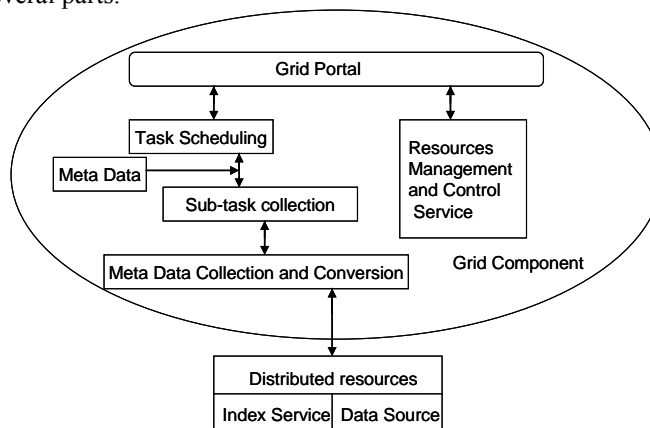 several parts.
Grid Portal
Task Scheduling
Resources
Management
and Control
Service
Meta Data
Sub-task collection
Grid Component
Meta Data Collection and Conversion
Distributed resources
Index Service
Data Source